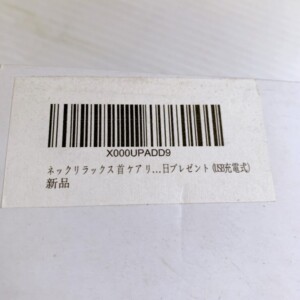 X000UPADD9
ネックリラックス 首 ケア リ...日プレゼント (USB充電式)
新品